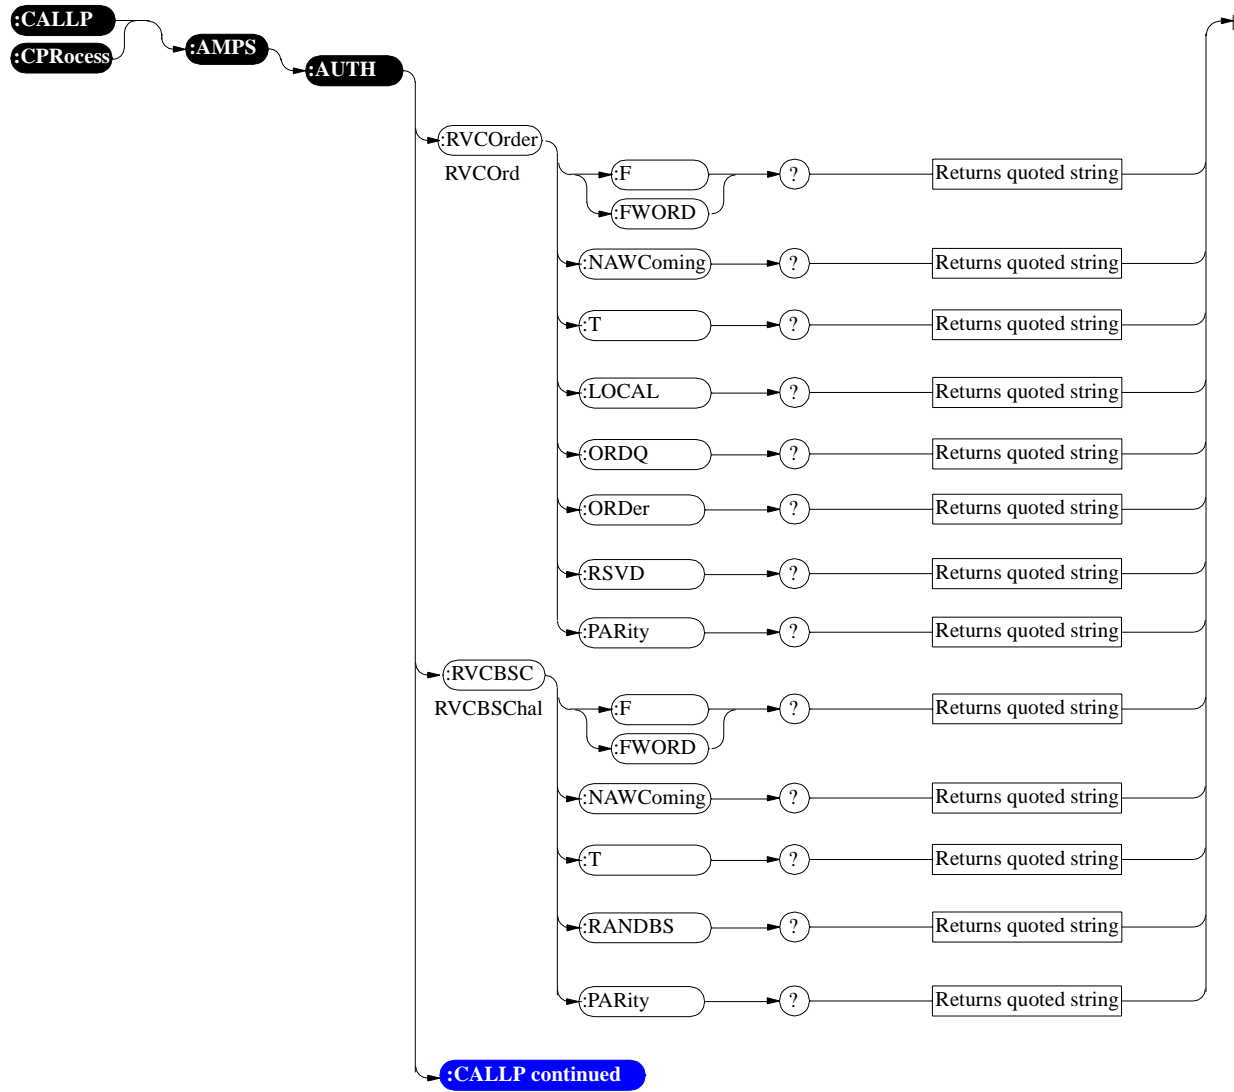 :CALLP
:CPRocess
:AMPS
:AUTH
:RVCOrder
RVCOrd
:F ? Returns quoted string
:FWORD
:NAWComing ? Returns quoted string
:T ? Returns quoted string
:LOCAL ? Returns quoted string
:ORDQ ? Returns quoted string
:ORDer ? Returns quoted string
:RSVD ? Returns quoted string
:PARity ? Returns quoted string
:RVCBSC
RVCBSChal
:F ? Returns quoted string
:FWORD
:NAWComing ? Returns quoted string
:T ? Returns quoted string
:RANDBS ? Returns quoted string
:PARity ? Returns quoted string
:CALLP continued